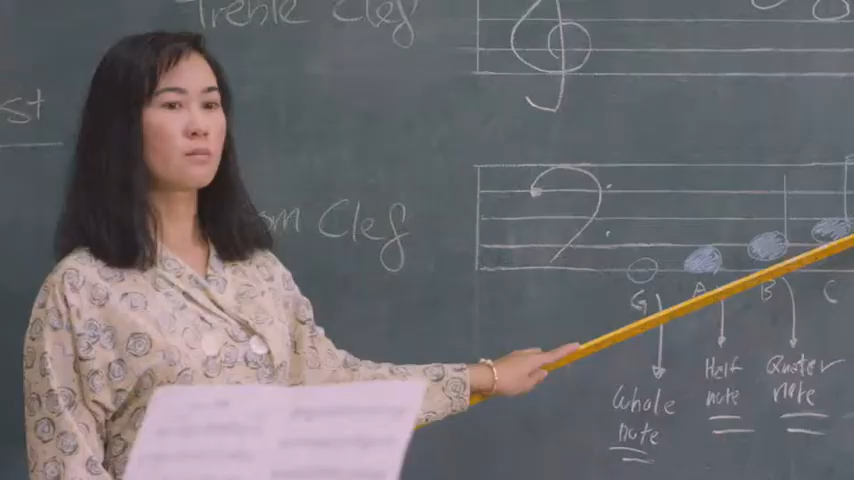 Treble Clef
st
Clef
G A B C
Whole note
Half note
Quater note